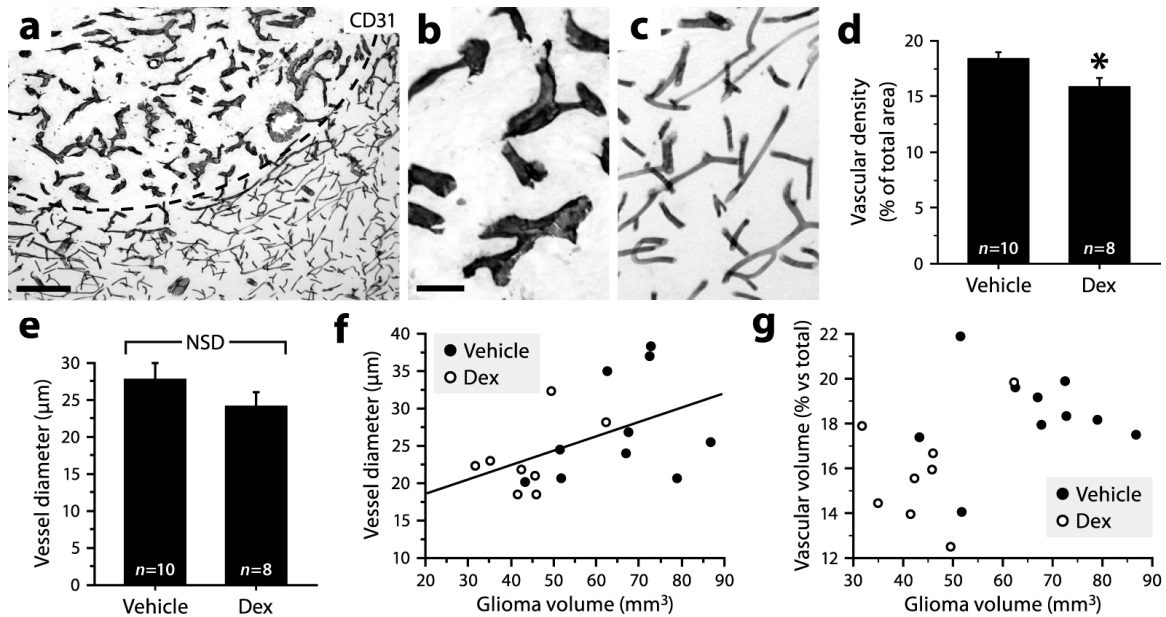 a
CD31
b
c
d
Vascular density
(% of total area)
20
15
10
5
0
*
n=10
n=8
Vehicle
Dex
e
NSD
Vessel diameter (µm)
30
25
20
15
10
5
0
n=10
n=8
Vehicle
Dex
f
Vessel diameter (µm)
40
35
30
25
20
15
10
Vehicle
Dex
20 30 40 50 60 70 80 90
Glioma volume (mm³)
g
Vascular volume (% vs total)
22
20
18
16
14
12
Vehicle
Dex
30 40 50 60 70 80 90
Glioma volume (mm³)